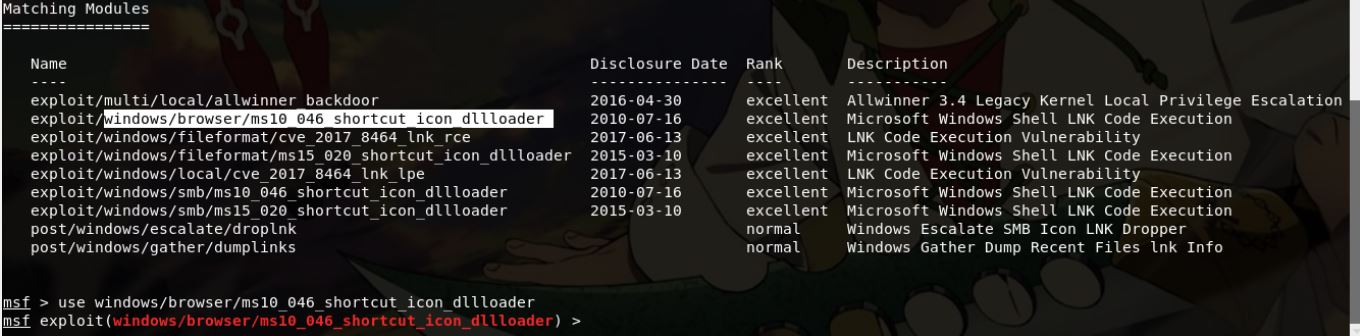 Matching Modules
================
Name Disclosure Date Rank Description
---- --------------- ---- -----------
exploit/multi/local/allwinner_backdoor 2016-04-30 excellent Allwinner 3.4 Legacy Kernel Local Privilege Escalation
exploit/windows/browser/ms10_046_shortcut_icon_dllloader 2010-07-16 excellent Microsoft Windows Shell LNK Code Execution
exploit/windows/fileformat/cve_2017_8464_lnk_rce 2017-06-13 excellent LNK Code Execution Vulnerability
exploit/windows/fileformat/ms15_020_shortcut_icon_dllloader 2015-03-10 excellent Microsoft Windows Shell LNK Code Execution
exploit/windows/local/cve_2017_8464_lnk_lpe 2017-06-13 excellent LNK Code Execution Vulnerability
exploit/windows/smb/ms10_046_shortcut_icon_dllloader 2010-07-16 excellent Microsoft Windows Shell LNK Code Execution
exploit/windows/smb/ms15_020_shortcut_icon_dllloader 2015-03-10 excellent Microsoft Windows Shell LNK Code Execution
post/windows/escalate/droplnk normal Windows Escalate SMB Icon LNK Dropper
post/windows/gather/dumplinks normal Windows Gather Dump Recent Files lnk Info
msf > use windows/browser/ms10_046_shortcut_icon_dllloader
msf exploit(windows/browser/ms10_046_shortcut_icon_dllloader) >